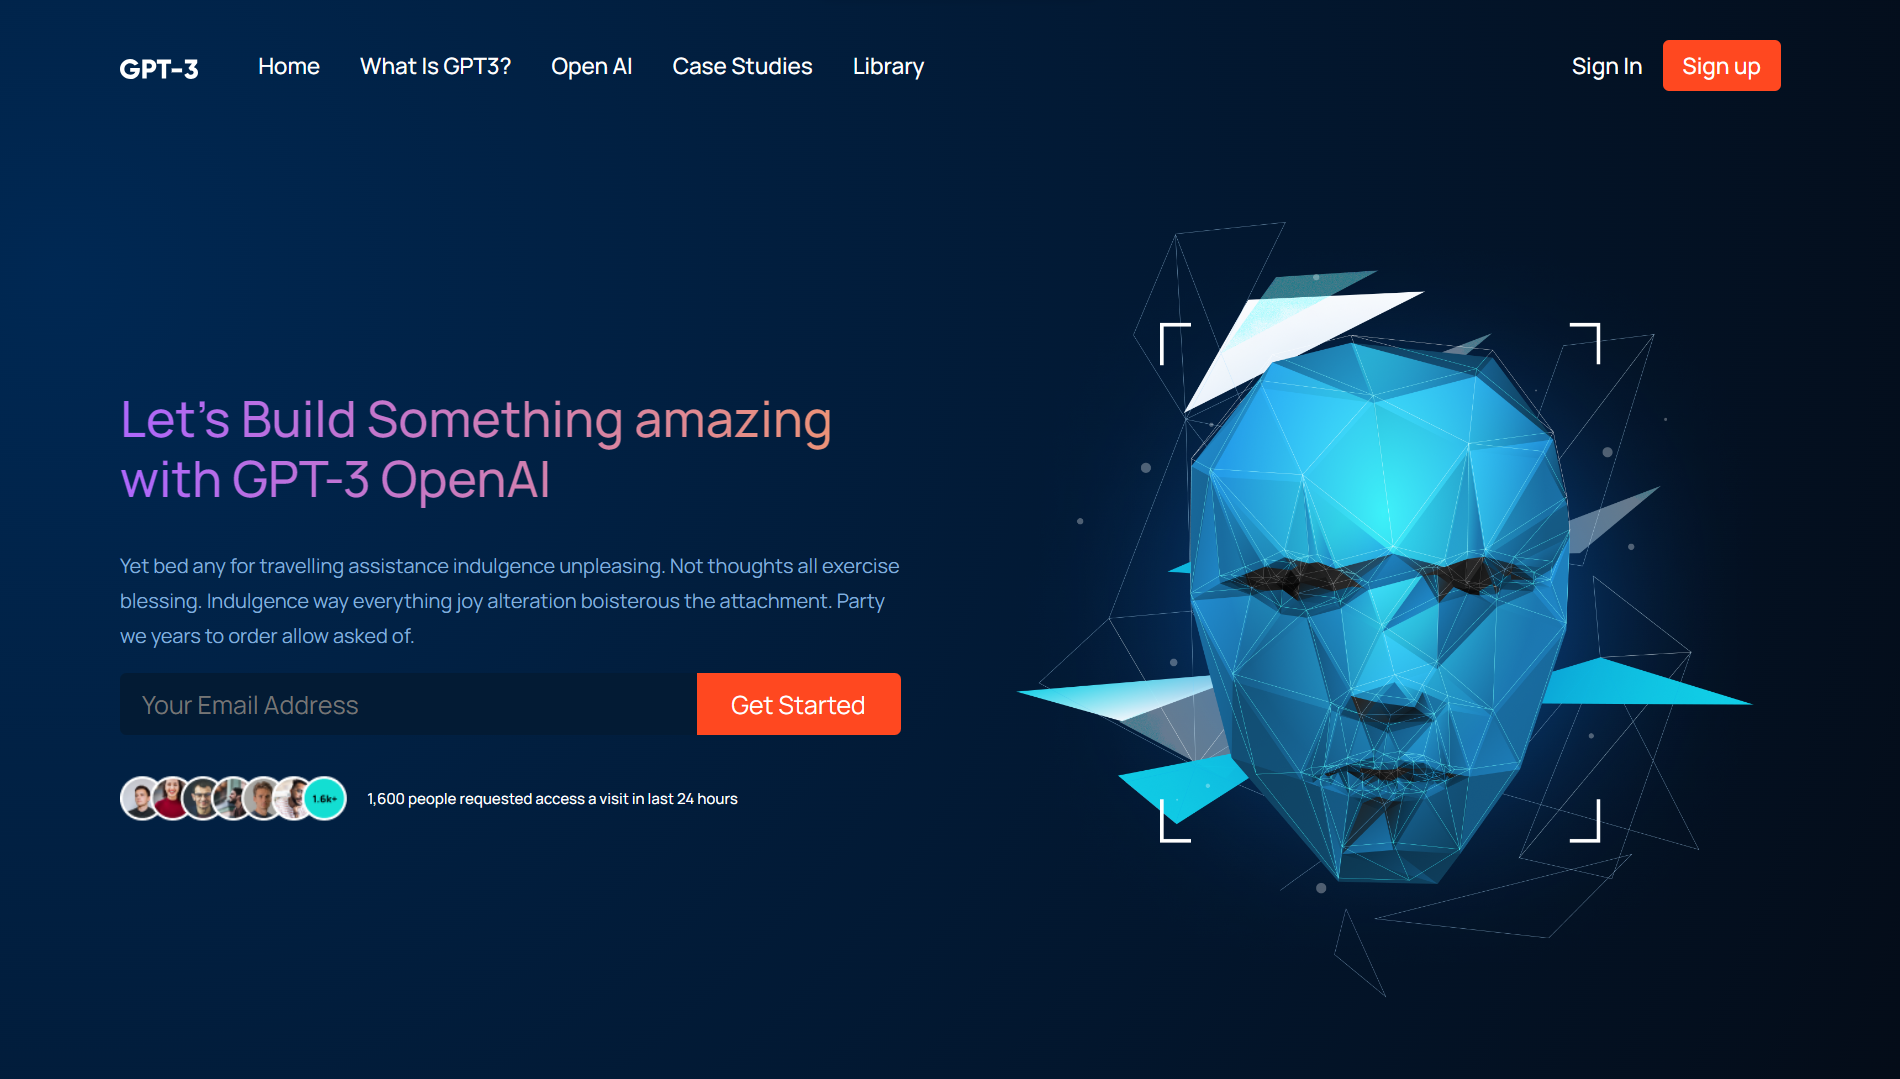 GPT-3 Home What Is GPT3? Open AI Case Studies Library Sign In Sign up
Let’s Build Something amazing
with GPT-3 OpenAI
Yet bed any for travelling assistance indulgence unpleasing. Not thoughts all exercise
blessing. Indulgence way everything joy alteration boisterous the attachment. Party
we years to order allow asked of.
Your Email Address Get Started
1.6k+ 1,600 people requested access a visit in last 24 hours